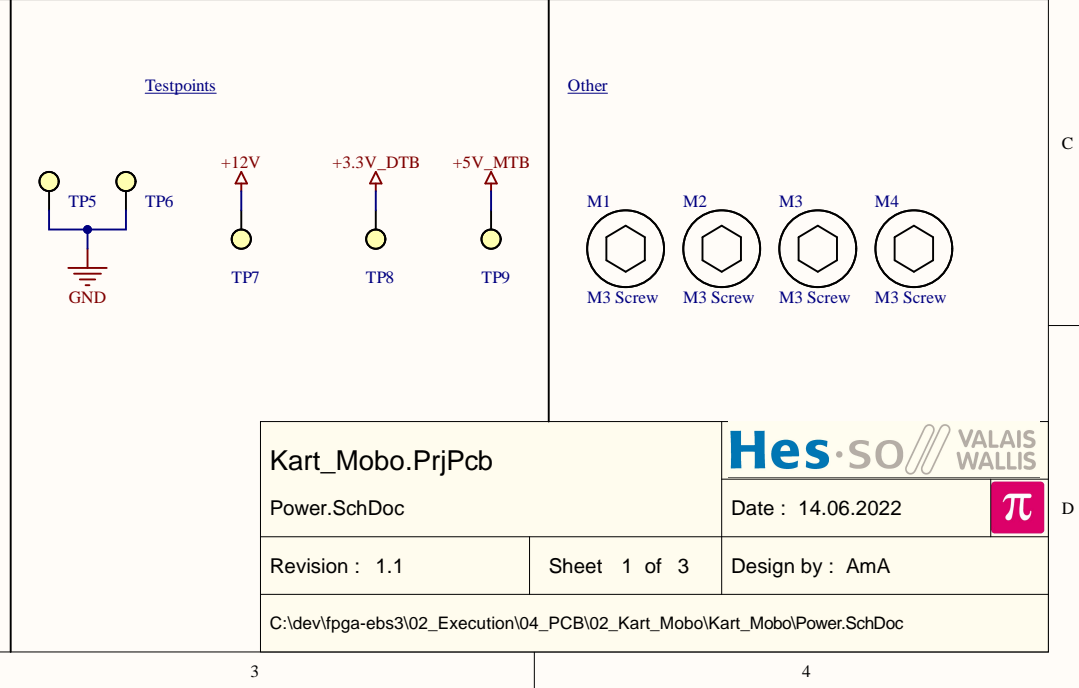 Testpoints
Other
C
+12V
+3.3V_DTB
+5V_MTB
TP5
TP6
M1
M2
M3
M4
TP7
TP8
TP9
GND
M3 Screw
M3 Screw
M3 Screw
M3 Screw
Kart_Mobo.PrjPcb
Hes·so VALAIS
WALLIS
Power.SchDoc
Date : 14.06.2022
π
D
Revision : 1.1
Sheet 1 of 3
Design by : AmA
C:\dev\fpga-ebs3\02_Execution\04_PCB\02_Kart_Mobo\Kart_Mobo\Power.SchDoc
3
4